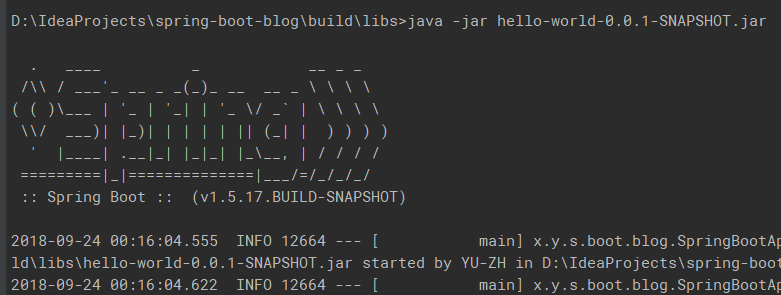 D:\IdeaProjects\spring-boot-blog\build\libs>java -jar hello-world-0.0.1-SNAPSHOT.jar
  .   ____          _            __ _ _
 /\\ / ___'_ __ _ _(_)_ __  __ _ \ \ \ \
( ( )\___ | '_ | '_| | '_ \/ _` | \ \ \ \
 \\/  ___)| |_)| | | | | || (_| |  ) ) ) )
  '  |____| .__|_| |_|_| |_\__, | / / / /
 =========|_|==============|___/=/_/_/_/
 :: Spring Boot ::  (v1.5.17.BUILD-SNAPSHOT)
2018-09-24 00:16:04.555  INFO 12664 --- [           main] x.y.s.boot.blog.SpringBootAp
ld\libs\hello-world-0.0.1-SNAPSHOT.jar started by YU-ZH in D:\IdeaProjects\spring-boot
2018-09-24 00:16:04.622  INFO 12664 --- [           main] x.y.s.boot.blog.SpringBootAp